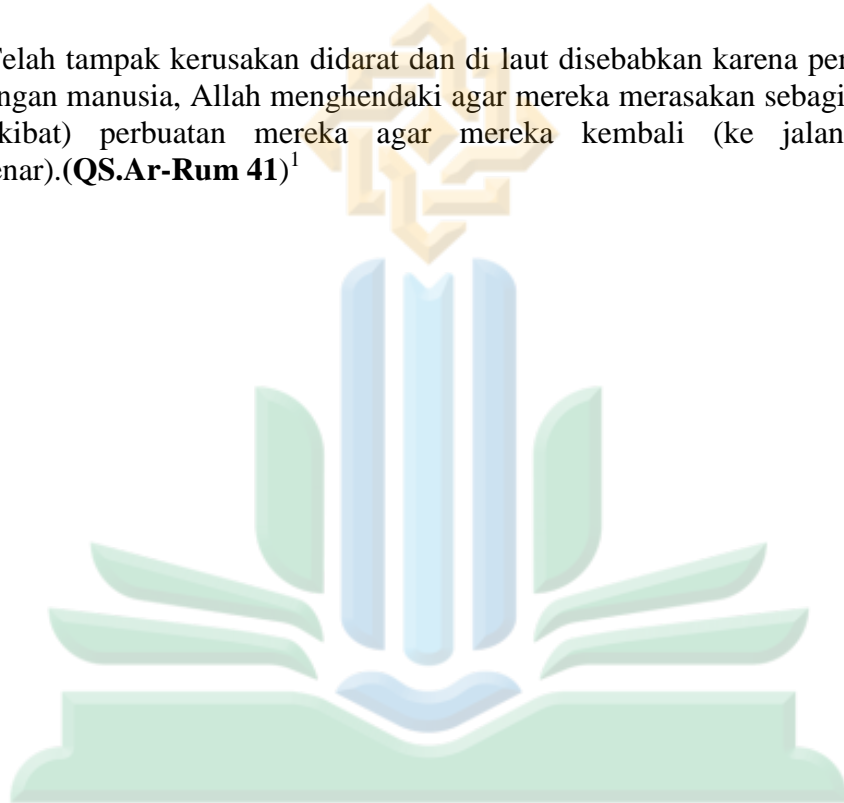 elah tampak kerusakan didarat dan di laut disebabkan karena per
ngan manusia, Allah menghendaki agar mereka merasakan sebagi
kibat) perbuatan mereka agar mereka kembali (ke jalan
enar).(QS.Ar-Rum 41)1